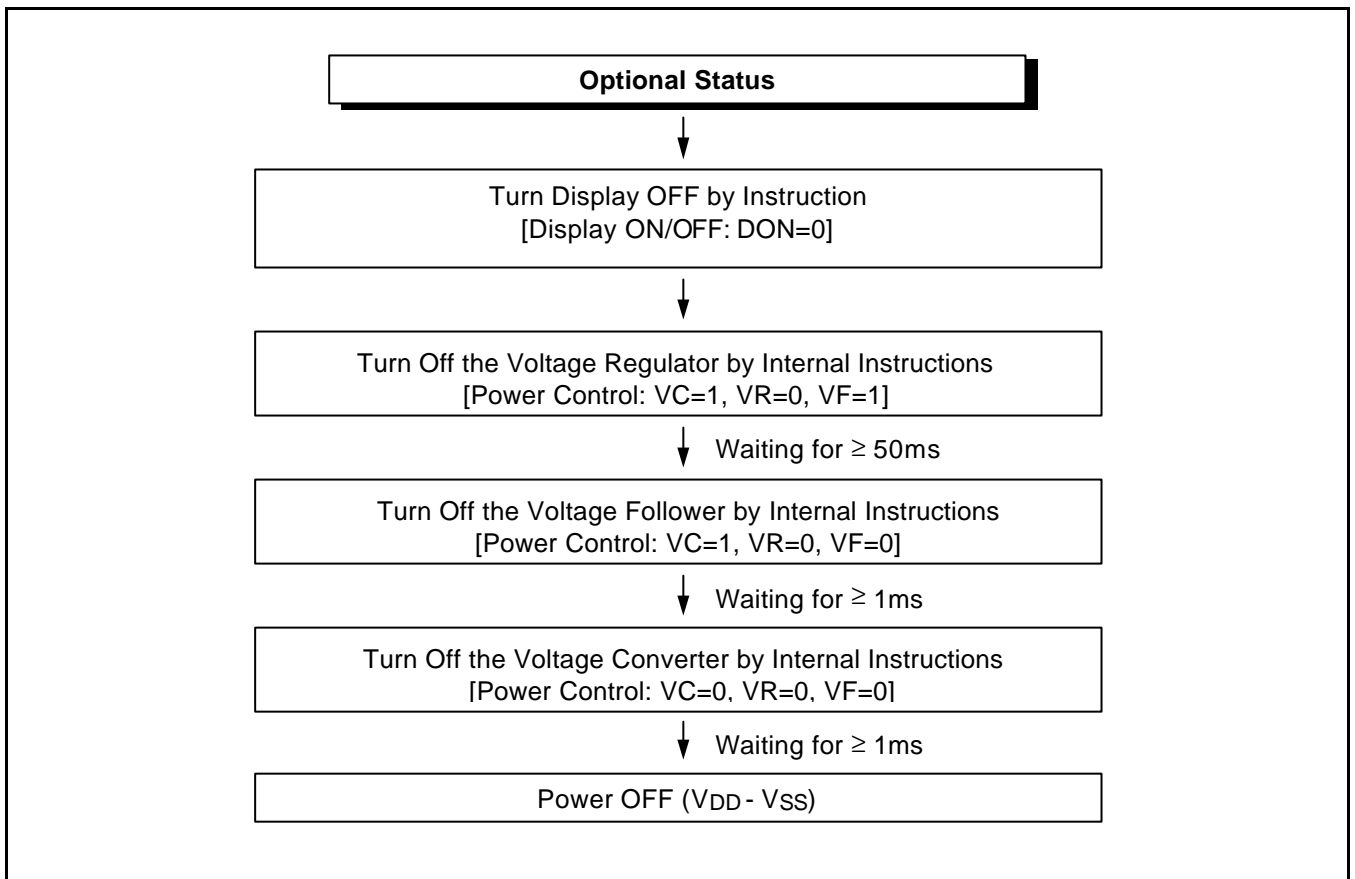 Optional Status
Turn Display OFF by Instruction
[Display ON/OFF: DON=0]
Turn Off the Voltage Regulator by Internal Instructions
[Power Control: VC=1, VR=0, VF=1]
Waiting for ≥ 50ms
Turn Off the Voltage Follower by Internal Instructions
[Power Control: VC=1, VR=0, VF=0]
Waiting for ≥ 1ms
Turn Off the Voltage Converter by Internal Instructions
[Power Control: VC=0, VR=0, VF=0]
Waiting for ≥ 1ms
Power OFF (VDD - VSS)